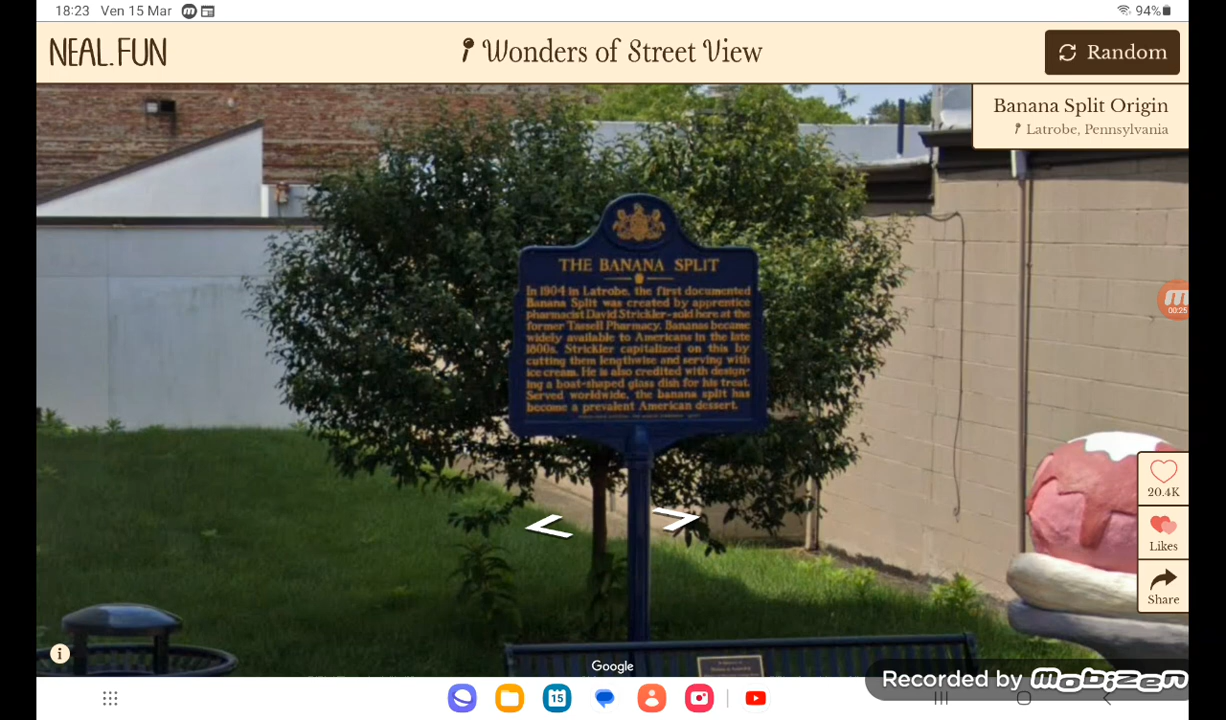 18:23 Ven 15 Mar
94%
NEAL.FUN
Wonders of Street View
Random
Banana Split Origin
Latrobe, Pennsylvania
THE BANANA SPLIT
In 1904 in Latrobe, the first documented
Banana Split was created by apprentice
pharmacist David Strickler-sold here at the
former Tassell Pharmacy. Bananas became
widely available to Americans in the late
1800s. Strickler capitalized on this by
cutting them lengthwise and serving with
ice cream. He is also credited with design-
ing a boat-shaped glass dish for his treat.
Served worldwide, the banana split has
become a prevalent American dessert.
00:25
20.4K
Likes
Share
Google
Recorded by mobizen
15